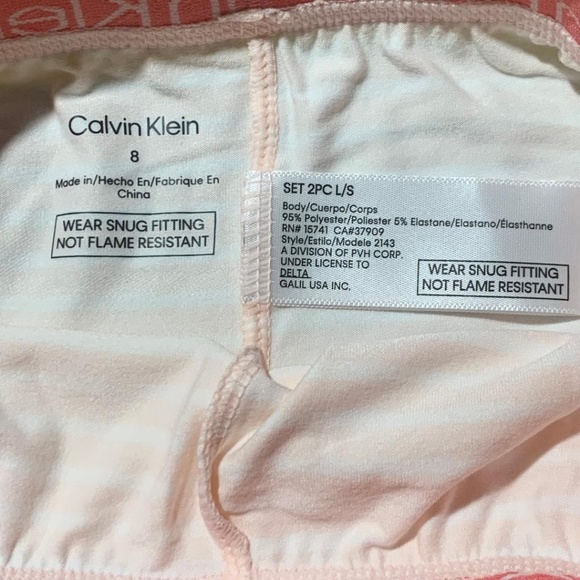 Calvin Klein
8
Made in/Hecho En/Fabrique En
China
WEAR SNUG FITTING
NOT FLAME RESISTANT
SET 2PC L/S
Body/Cuerpo/Corps
95% Polyester/Poliester 5% Elastane/Elastano/Élasthanne
RN# 15741 CA#37909
Style/Estilo/Modele 2143
A DIVISION OF PVH CORP.
UNDER LICENSE TO
DELTA
GALIL USA INC.
WEAR SNUG FITTING
NOT FLAME RESISTANT